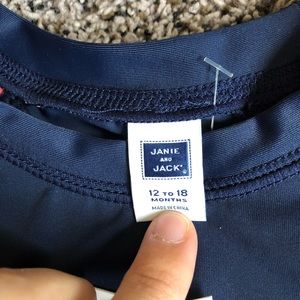 JANIE
AND
JACK®
12 TO 18
MONTHS
MADE IN CHINA